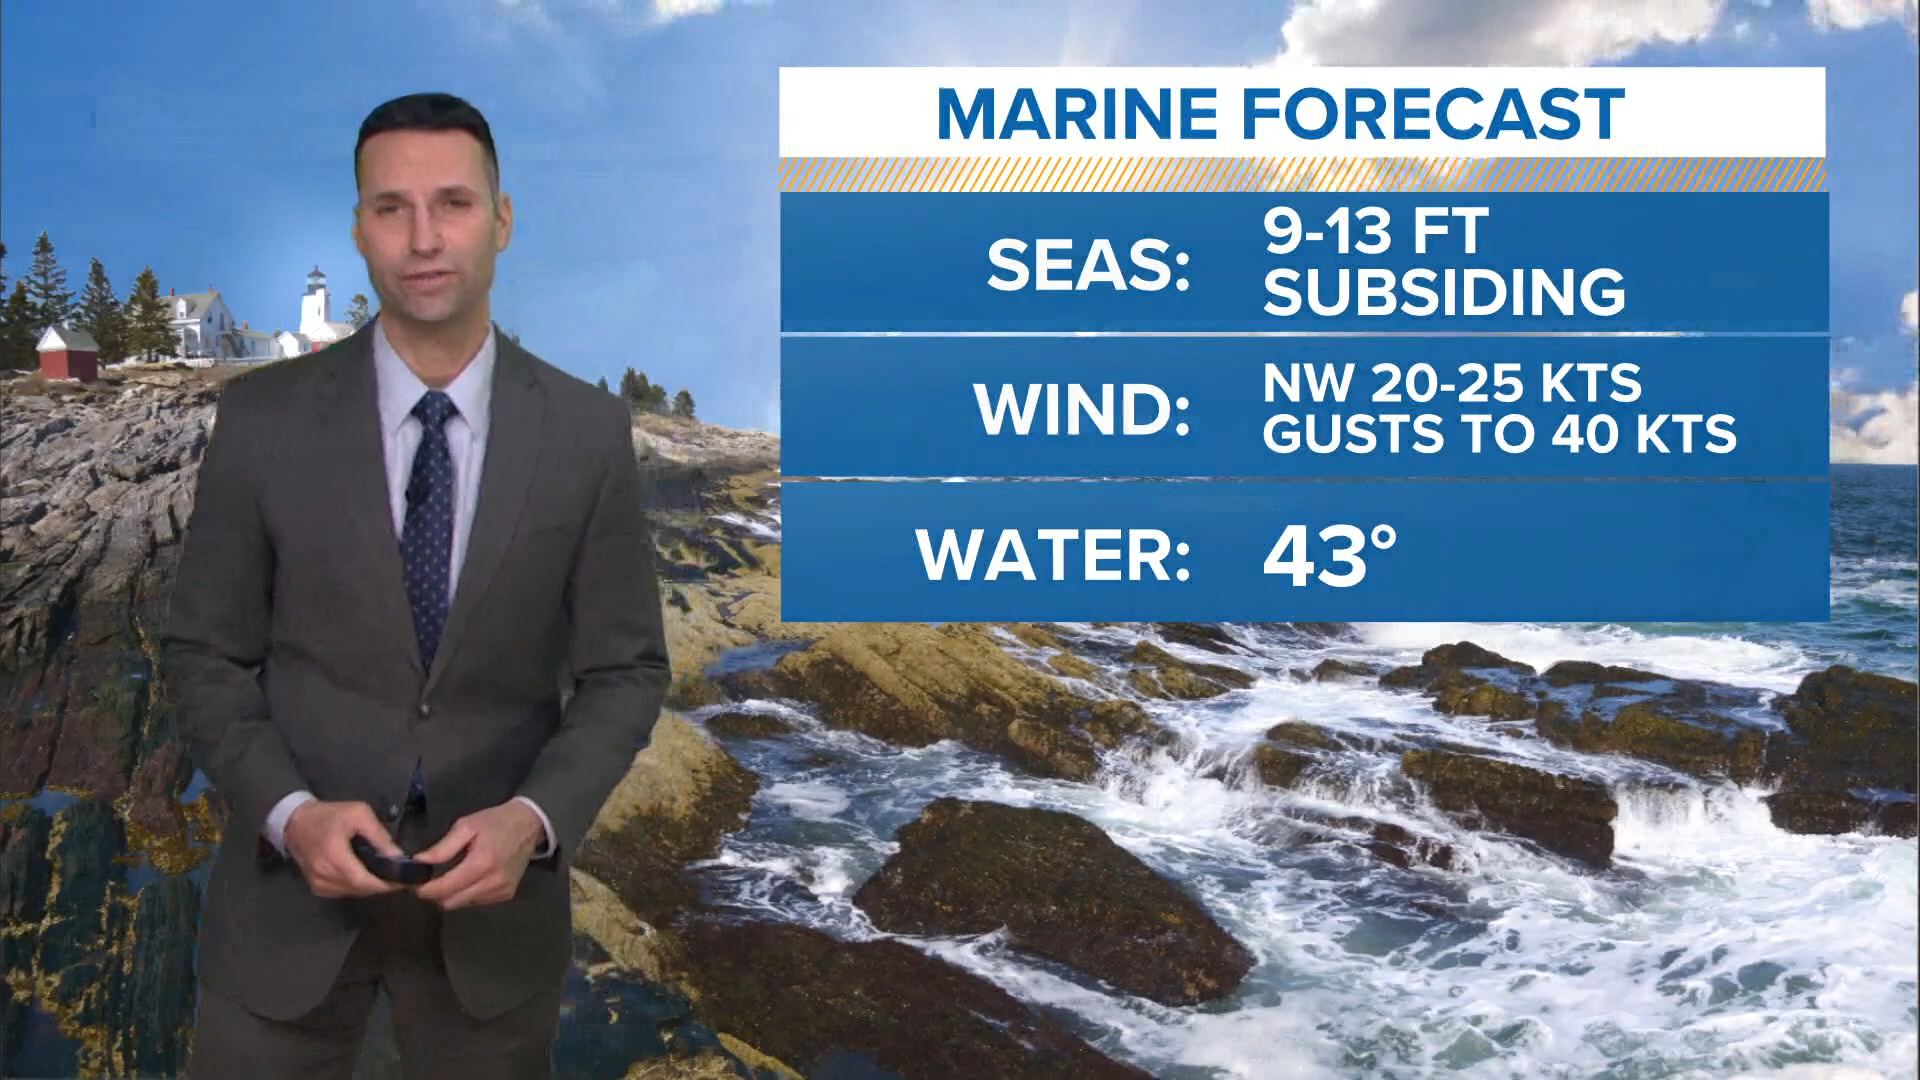 MARINE FORECAST
SEAS:
9-13 FT
SUBSIDING
WIND:
NW 20-25 KTS
GUSTS TO 40 KTS
WATER:
43°